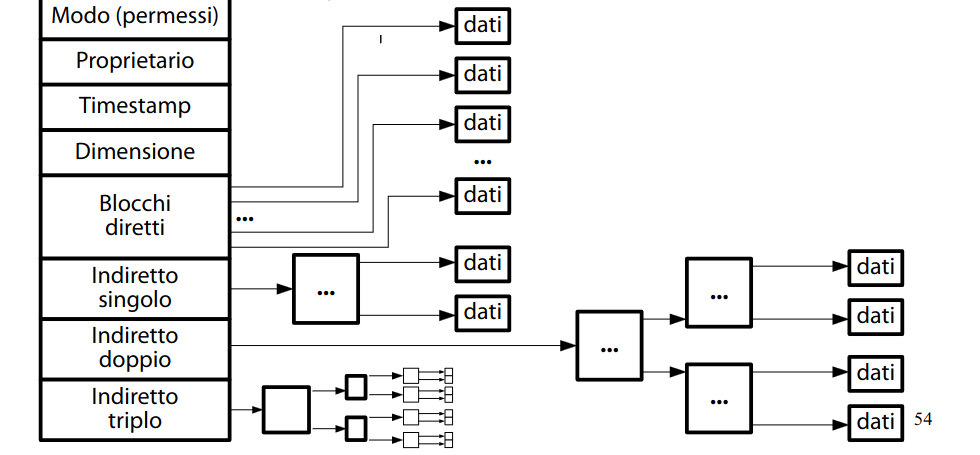 Modo (permessi)
Proprietario
Timestamp
Dimensione
Blocchi
diretti
...
Indiretto
singolo
...
Indiretto
doppio
Indiretto
triplo
dati
dati
dati
...
dati
dati
dati
...
...
dati
dati
...
dati
dati
54